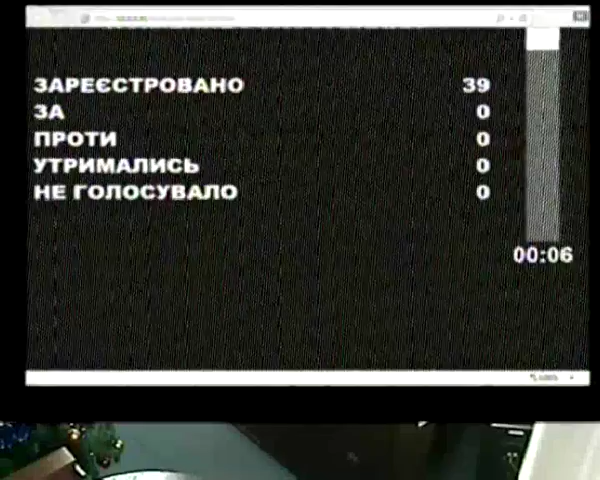 ЗАРЕЄСТРОВАНО 39
ЗА 0
ПРОТИ 0
УТРИМАЛИСЬ 0
НЕ ГОЛОСУВАЛО 0
00:06